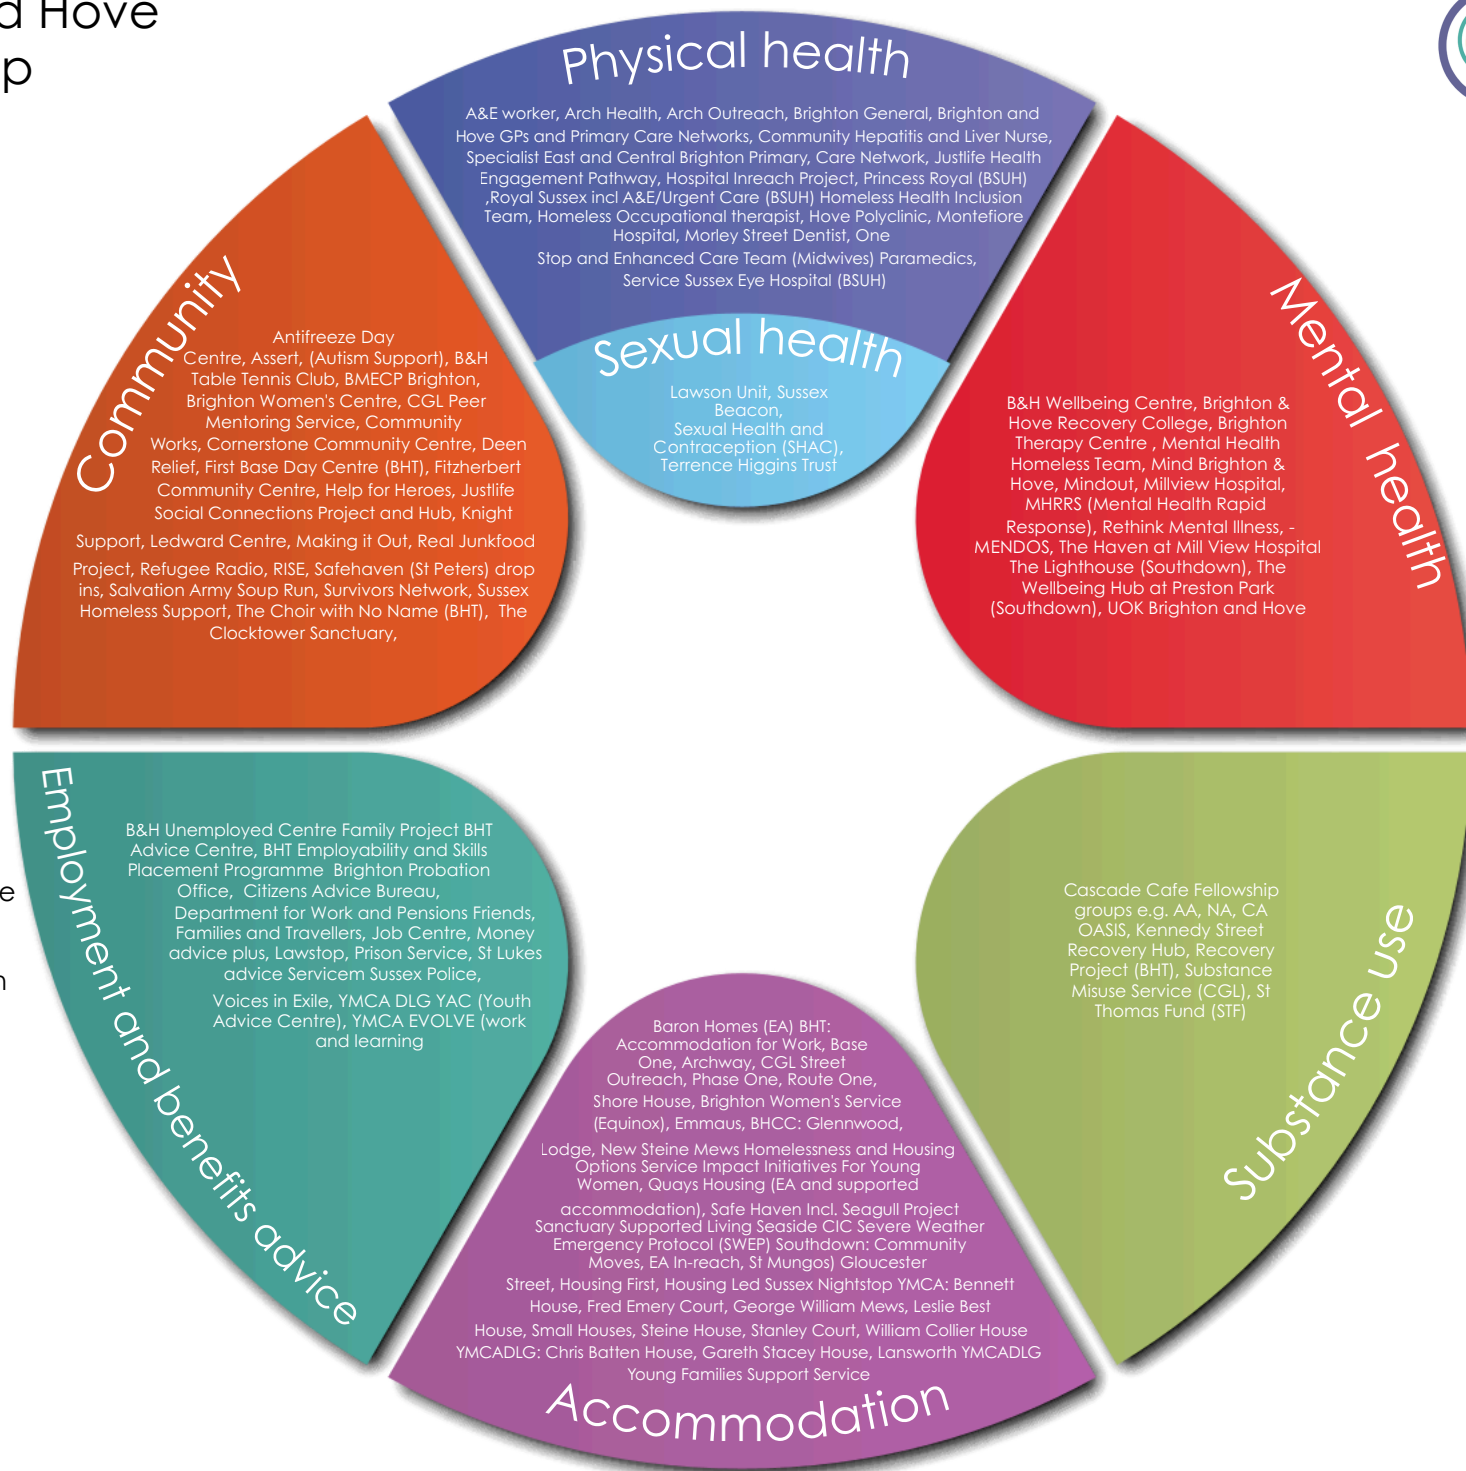 d Hove
p
Physical health
A&E worker, Arch Health, Arch Outreach, Brighton General, Brighton and
Hove GPs and Primary Care Networks, Community Hepatitis and Liver Nurse,
Specialist East and Central Brighton Primary, Care Network, Justlife Health
Engagement Pathway, Hospital Inreach Project, Princess Royal (BSUH)
,Royal Sussex incl A&E/Urgent Care (BSUH) Homeless Health Inclusion
Team, Homeless Occupational therapist, Hove Polyclinic, Montefiore
Hospital, Morley Street Dentist, One
Stop and Enhanced Care Team (Midwives) Paramedics,
Service Sussex Eye Hospital (BSUH)
Sexual health
Lawson Unit, Sussex
Beacon,
Sexual Health and
Contraception (SHAC),
Terrence Higgins Trust
Community
Antifreeze Day
Centre, Assert, (Autism Support), B&H
Table Tennis Club, BMECP Brighton,
Brighton Women's Centre, CGL Peer
Mentoring Service, Community
Works, Cornerstone Community Centre, Deen
Relief, First Base Day Centre (BHT), Fitzherbert
Community Centre, Help for Heroes, Justlife
Social Connections Project and Hub, Knight
Support, Ledward Centre, Making it Out, Real Junkfood
Project, Refugee Radio, RISE, Safehaven (St Peters) drop
ins, Salvation Army Soup Run, Survivors Network, Sussex
Homeless Support, The Choir with No Name (BHT), The
Clocktower Sanctuary,
Mental health
B&H Wellbeing Centre, Brighton &
Hove Recovery College, Brighton
Therapy Centre , Mental Health
Homeless Team, Mind Brighton &
Hove, Mindout, Millview Hospital,
MHRRS (Mental Health Rapid
Response), Rethink Mental Illness, -
MENDOS, The Haven at Mill View Hospital
The Lighthouse (Southdown), The
Wellbeing Hub at Preston Park
(Southdown), UOK Brighton and Hove
Employment and benefits advice
B&H Unemployed Centre Family Project BHT
Advice Centre, BHT Employability and Skills
Placement Programme Brighton Probation
Office, Citizens Advice Bureau,
Department for Work and Pensions Friends,
Families and Travellers, Job Centre, Money
advice plus, Lawstop, Prison Service, St Lukes
advice Servicem Sussex Police,
Voices in Exile, YMCA DLG YAC (Youth
Advice Centre), YMCA EVOLVE (work
and learning
e
n
Substance use
Cascade Cafe Fellowship
groups e.g. AA, NA, CA
OASIS, Kennedy Street
Recovery Hub, Recovery
Project (BHT), Substance
Misuse Service (CGL), St
Thomas Fund (STF)
Baron Homes (EA) BHT:
Accommodation for Work, Base
One, Archway, CGL Street
Outreach, Phase One, Route One,
Shore House, Brighton Women's Service
(Equinox), Emmaus, BHCC: Glennwood,
Lodge, New Steine Mews Homelessness and Housing
Options Service Impact Initiatives For Young
Women, Quays Housing (EA and supported
accommodation), Safe Haven Incl. Seagull Project
Sanctuary Supported Living Seaside CIC Severe Weather
Emergency Protocol (SWEP) Southdown: Community
Moves, EA In-reach, St Mungos) Gloucester
Street, Housing First, Housing Led Sussex Nightstop YMCA: Bennett
House, Fred Emery Court, George William Mews, Leslie Best
House, Small Houses, Steine House, Stanley Court, William Collier House
YMCADLG: Chris Batten House, Gareth Stacey House, Lansworth YMCADLG
Young Families Support Service
Accommodation